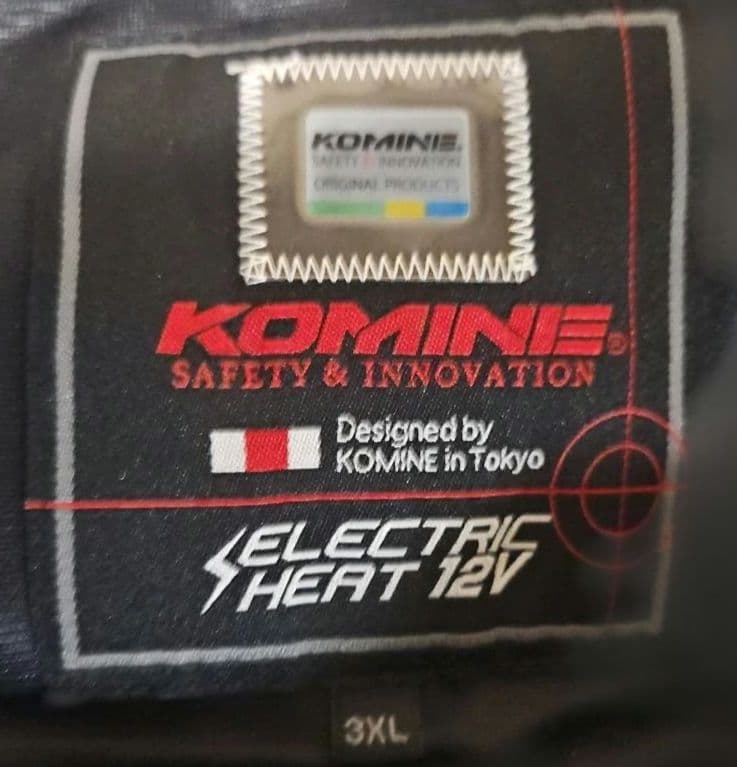 KOMINE.
SAFETY & INNOVATION
ORIGINAL PRODUCTS
KOMINE®
SAFETY & INNOVATION
Designed by
KOMINE in Tokyo
ELECTRIC
HEAT 12V
3XL